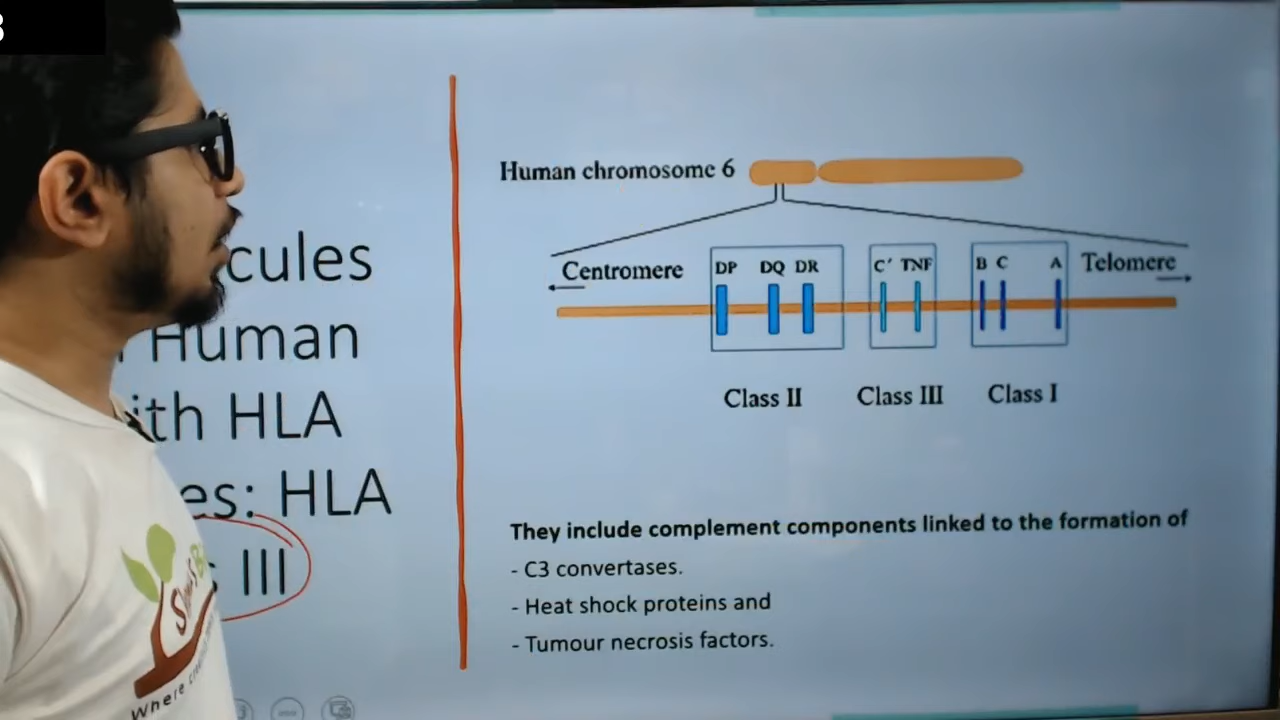 cules
Human
ith HLA
es: HLA
III
Human chromosome 6
Centromere
DP DQ DR
C′ TNF
B C A
Telomere
Class II
Class III
Class I
They include complement components linked to the formation of
- C3 convertases.
- Heat shock proteins and
- Tumour necrosis factors.
Where